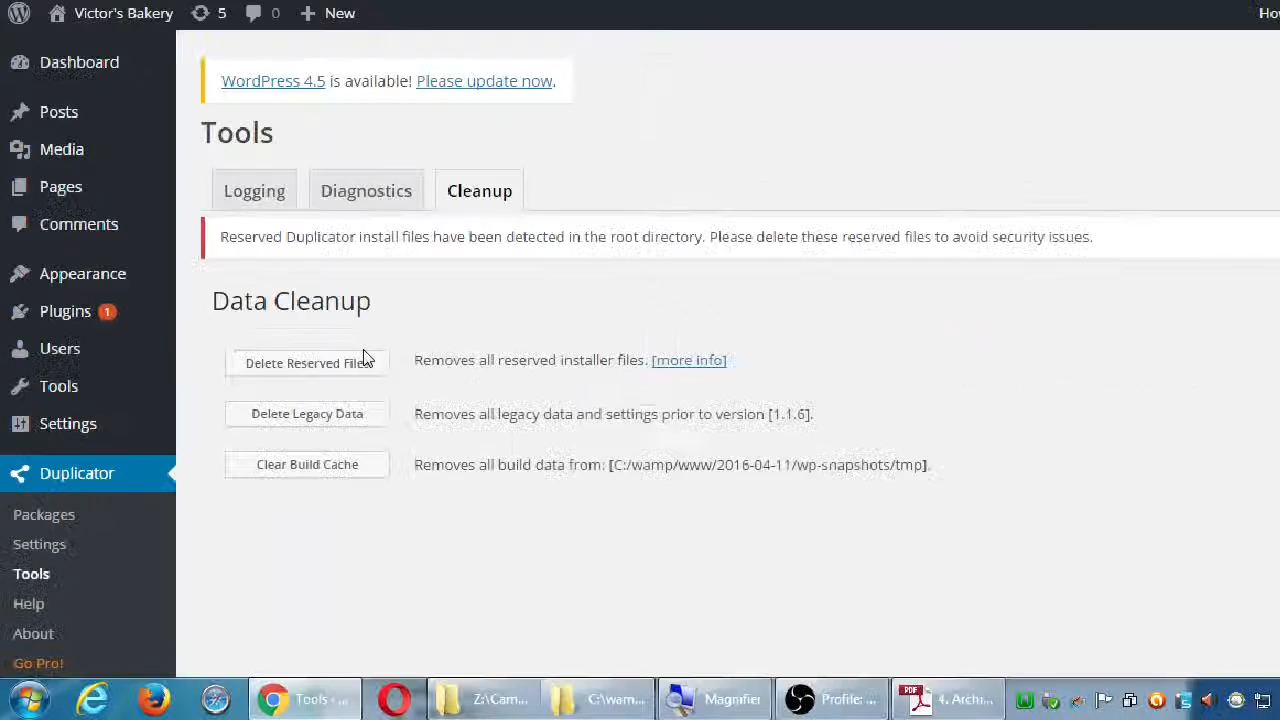 Victor's Bakery 5 0 New How
Dashboard
Posts
Media
Pages
Comments
Appearance
Plugins 1
Users
Tools
Settings
Duplicator
Packages
Settings
Tools
Help
About
Go Pro!
WordPress 4.5 is available! Please update now.
Tools
Logging Diagnostics Cleanup
Reserved Duplicator install files have been detected in the root directory. Please delete these reserved files to avoid security issues.
Data Cleanup
Delete Reserved Files Removes all reserved installer files. [more info]
Delete Legacy Data Removes all legacy data and settings prior to version [1.1.6].
Clear Build Cache Removes all build data from: [C:/wamp/www/2016-04-11/wp-snapshots/tmp].
Tools - ... Z:\Cam... C:\wam... Magnifier Profile: ... PDF 4. Archi...